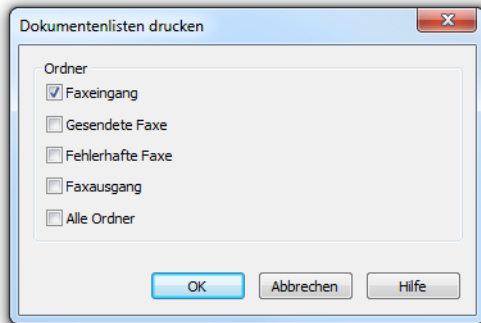 Dokumentenlisten drucken
Ordner
Faxeingang
Gesendete Faxe
Fehlerhafte Faxe
Faxausgang
Alle Ordner
OK Abbrechen Hilfe